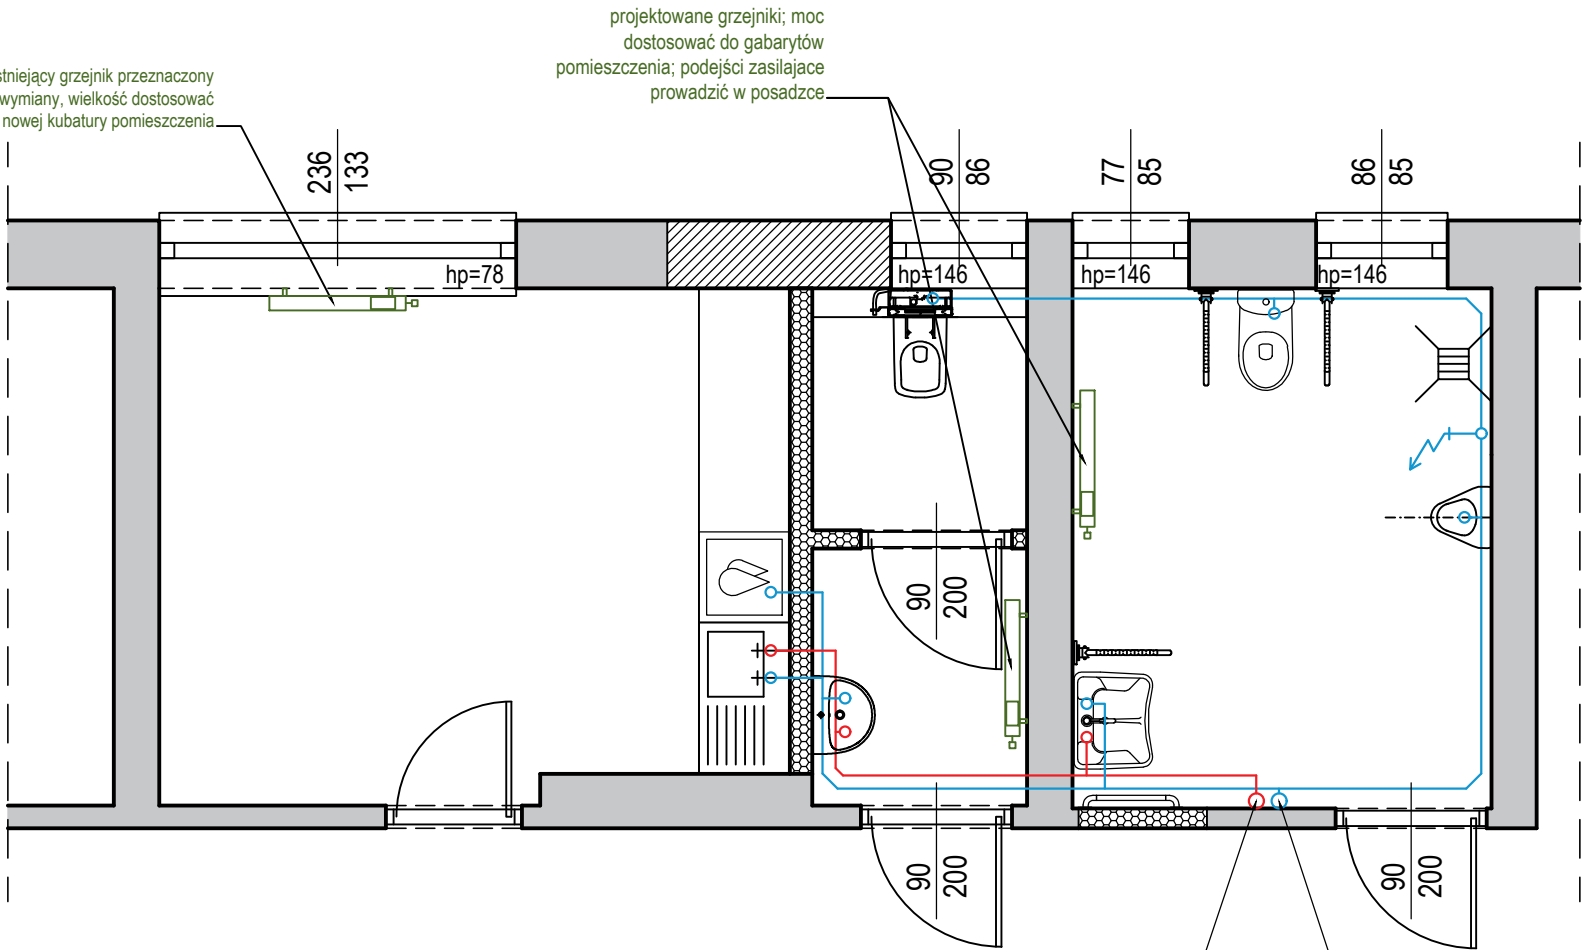 projektowane grzejniki; moc
dostosować do gabarytów
pomieszczenia; podejści zasilajace
prowadzić w posadzce
stniejący grzejnik przeznaczony
wymiany, wielkość dostosować
nowej kubatury pomieszczenia
236
133
90
86
77
85
86
85
hp=78
hp=146
hp=146
hp=146
90
200
90
200
90
200